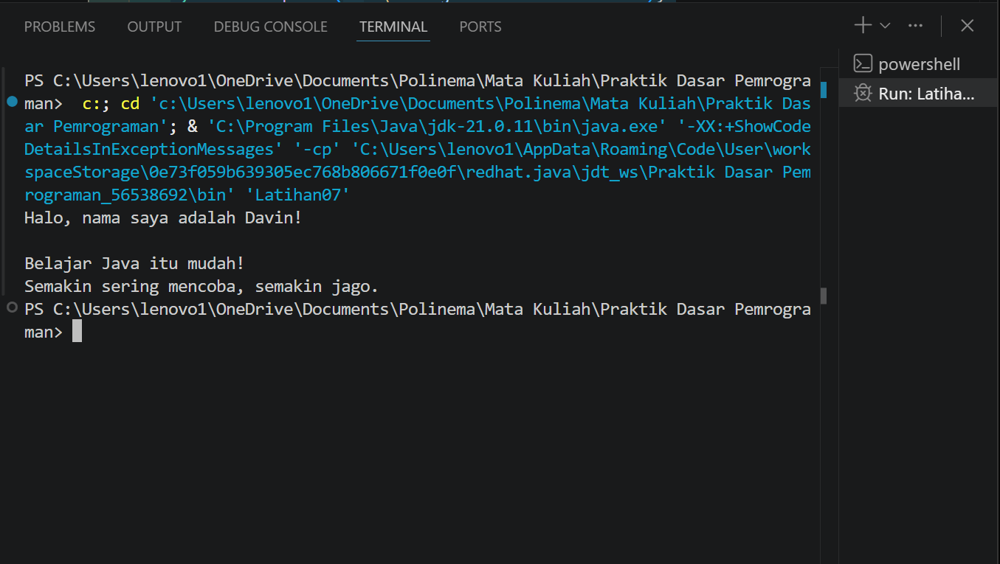 PROBLEMS OUTPUT DEBUG CONSOLE TERMINAL PORTS
powershell
Run: Latiha...
PS C:\Users\lenovo1\OneDrive\Documents\Polinema\Mata Kuliah\Praktik Dasar Pemrogra
man>  c:; cd 'c:\Users\lenovo1\OneDrive\Documents\Polinema\Mata Kuliah\Praktik Das
ar Pemrograman'; & 'C:\Program Files\Java\jdk-21.0.11\bin\java.exe' '-XX:+ShowCode
DetailsInExceptionMessages' '-cp' 'C:\Users\lenovo1\AppData\Roaming\Code\User\work
spaceStorage\0e73f059b639305ec768b806671f0e0f\redhat.java\jdt_ws\Praktik Dasar Pem
rograman_56538692\bin' 'Latihan07'
Halo, nama saya adalah Davin!

Belajar Java itu mudah!
Semakin sering mencoba, semakin jago.
PS C:\Users\lenovo1\OneDrive\Documents\Polinema\Mata Kuliah\Praktik Dasar Pemrogra
man>